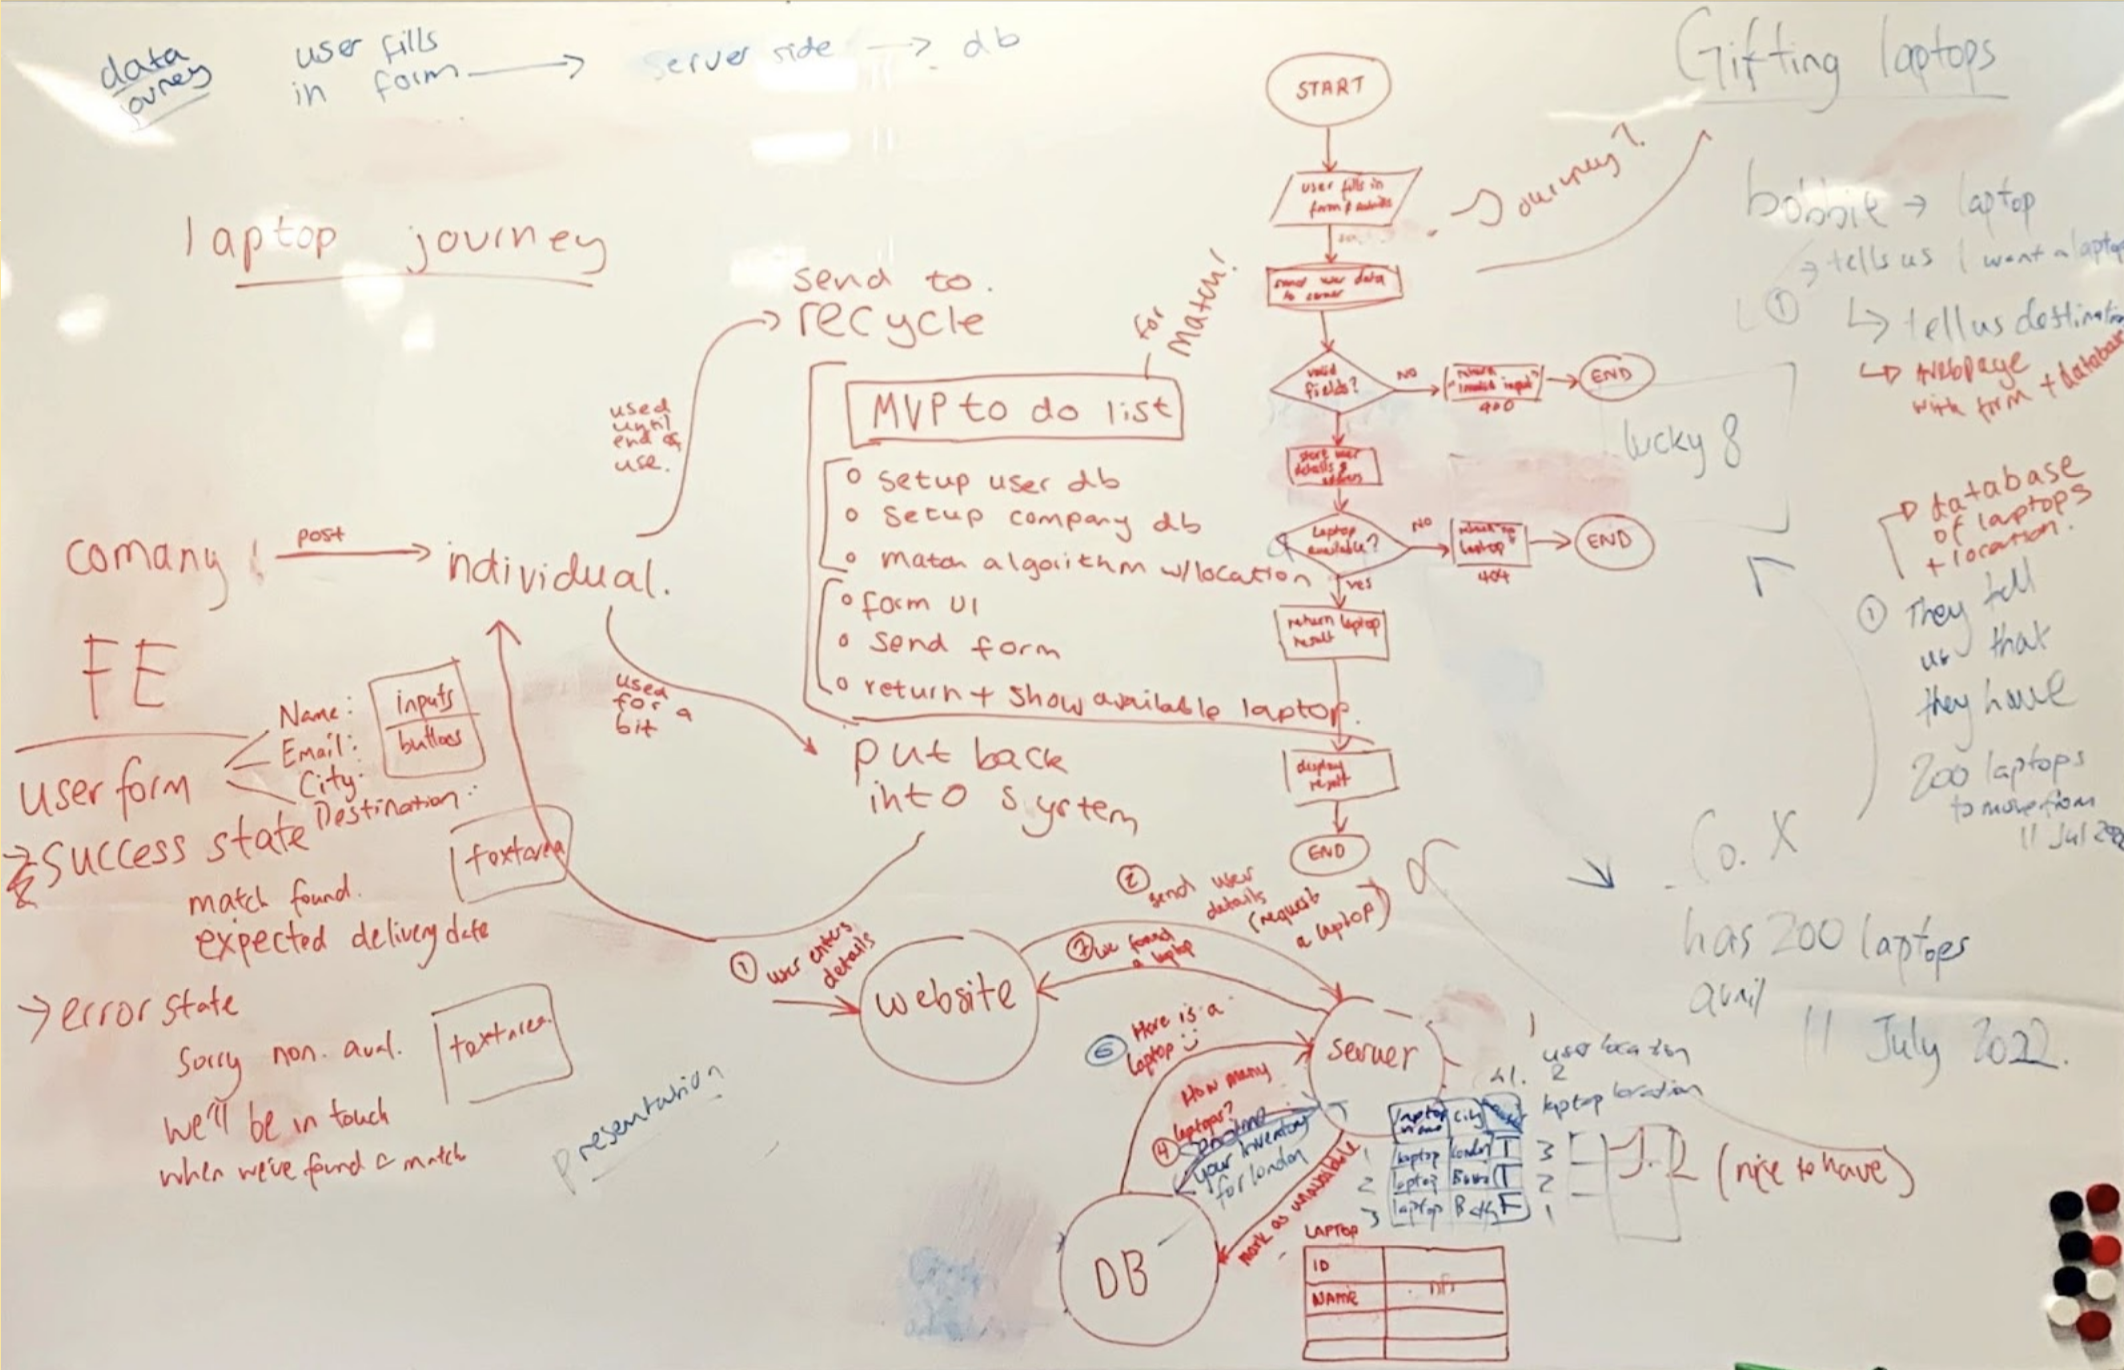 data
journey
user fills
in form
server side → db
laptop journey
send to
recycle
used
until
end of
use.
comany
post
individual.
used
for a
bit
put back
into system
for
match!
MVP to do list
setup user db
setup company db
match algorithm w/location
form UI
send form
return + show available laptop.
FE
user form
Name:
Email:
City:
Destination:
inputs
buttons
success state
match found.
expected delivery date
textarea
error state
Sorry non. aval.
we'll be in touch
when we've found a match
textarea
presentation
START
user fills in
form & submits
send user data
to server
valid
fields?
NO
return
"invalid input"
400
END
store user
details &
address
Laptop
available?
NO
laptop"
404
END
yes
return laptop
result
display
result
END
Journey?
Gifting laptops
bobbie → laptop
→ tells us I want a laptop
①
↳ tell us destination
↳ webpage
with form + database
lucky 8
database
of laptops
+ location.
① They tell
us that
they have
200 laptops
to move from
11 Jul 2022
Co. X
has 200 laptops
avail
11 July 2022.
① user enters
details
website
② send user
details
(request
a laptop)
⑦ we found
a laptop
server
⑥ Here is a
laptop
④ How many
laptops?
your inventory
for london
mark as unavailable
DB
user location
2
laptop location
laptop
name
City
1 laptop London T 3
2 laptop T 2
3 laptop Bath F 1
(nice to have)
LAPTOP
ID
NAME